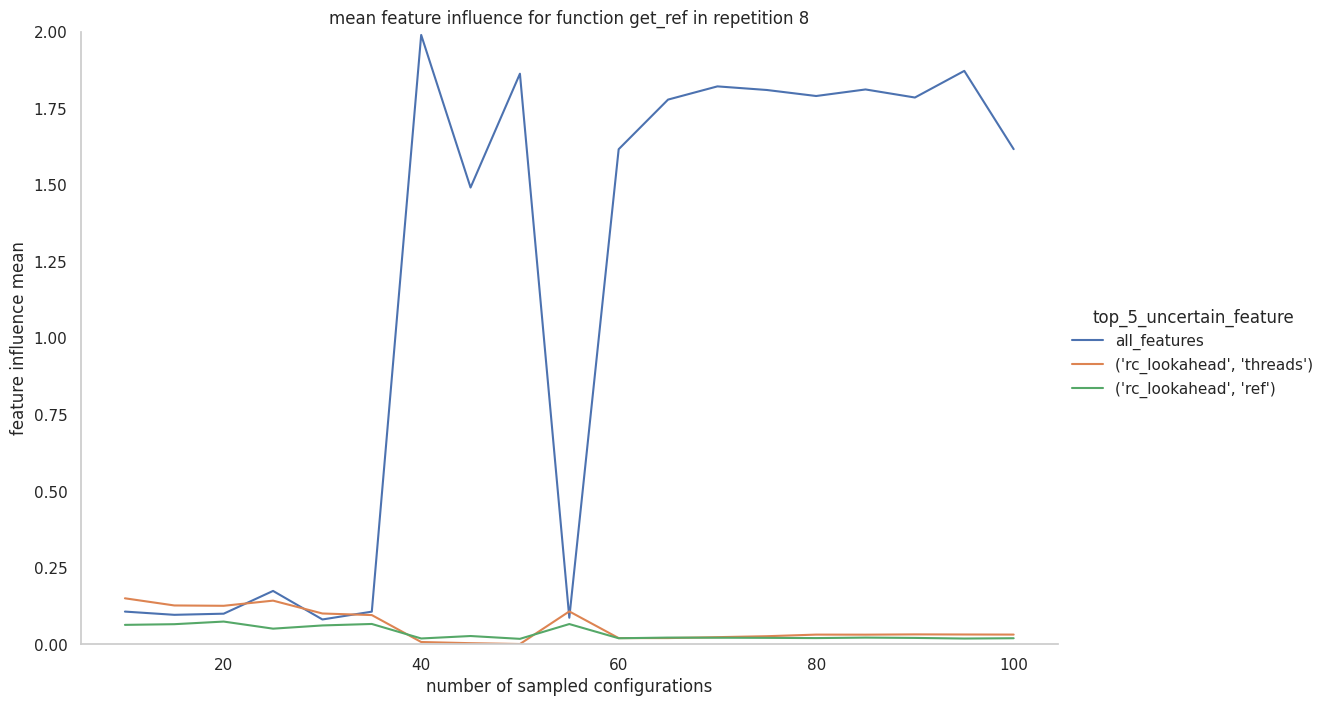 mean feature influence for function get_ref in repetition 8
2.00
1.75
1.50
1.25
1.00
0.75
0.50
0.25
0.00
feature influence mean
20 40 60 80 100
number of sampled configurations
top_5_uncertain_feature
all_features
('rc_lookahead', 'threads')
('rc_lookahead', 'ref')